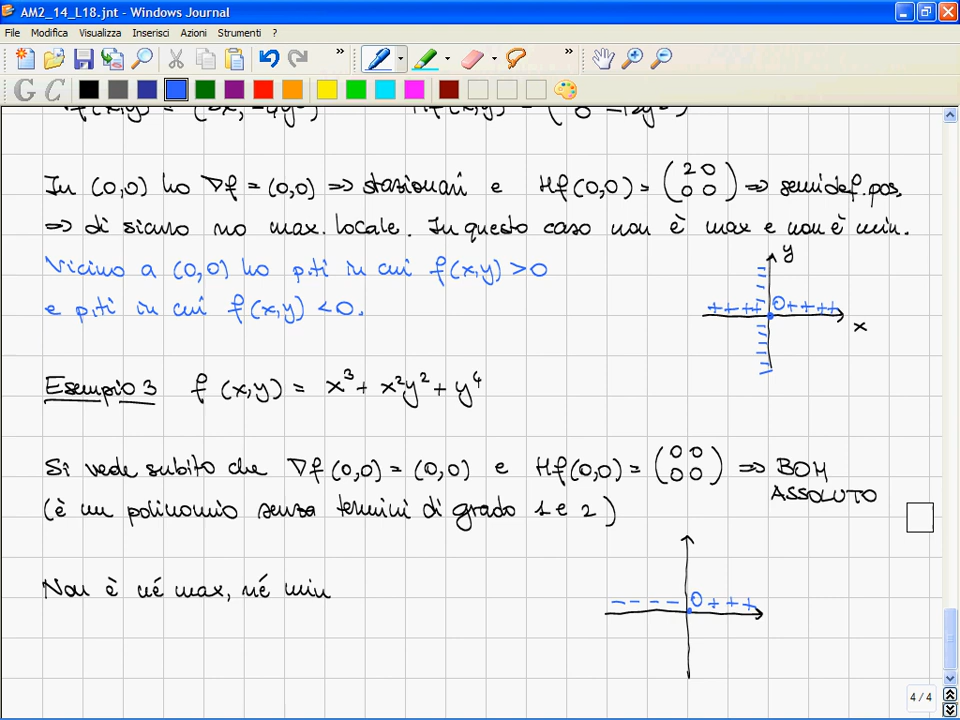 AM2_14_L18.jnt - Windows Journal
File Modifica Visualizza Inserisci Azioni Strumenti ?
In (0,0) ho ∇f = (0,0) => stazionari e Hf(0,0) = (2 0 0 0) => semidef. pos.
=> di sicuro no max. locale. In questo caso non è max e non è min.
Vicino a (0,0) ho p.ti in cui f(x,y) > 0
e p.ti in cui f(x,y) < 0.
y
+ + + + 0 + + + +
x
Esempio 3 f(x,y) = x³ + x²y² + y⁴
Si vede subito che ∇f(0,0) = (0,0) e Hf(0,0) = (0 0 0 0) => BOH
ASSOLUTO
(è un polinomio senza termini di grado 1 e 2)
Non è né max, né min
- - - - 0 + + +
4 / 4